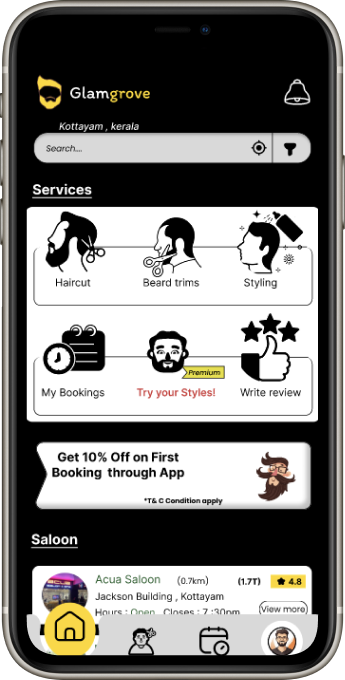 Glamgrove
Kottayam , kerala
Search....
Services
Haircut
Beard trims
Styling
My Bookings
Premium
Try your Styles!
Write review
Get 10% Off on First
Booking through App
*T& C Condition apply
Saloon
Acua Saloon (0.7km) (1.7T) 4.8
Jackson Building , Kottayam
Hours : Open Closes : 7 :30pm View more